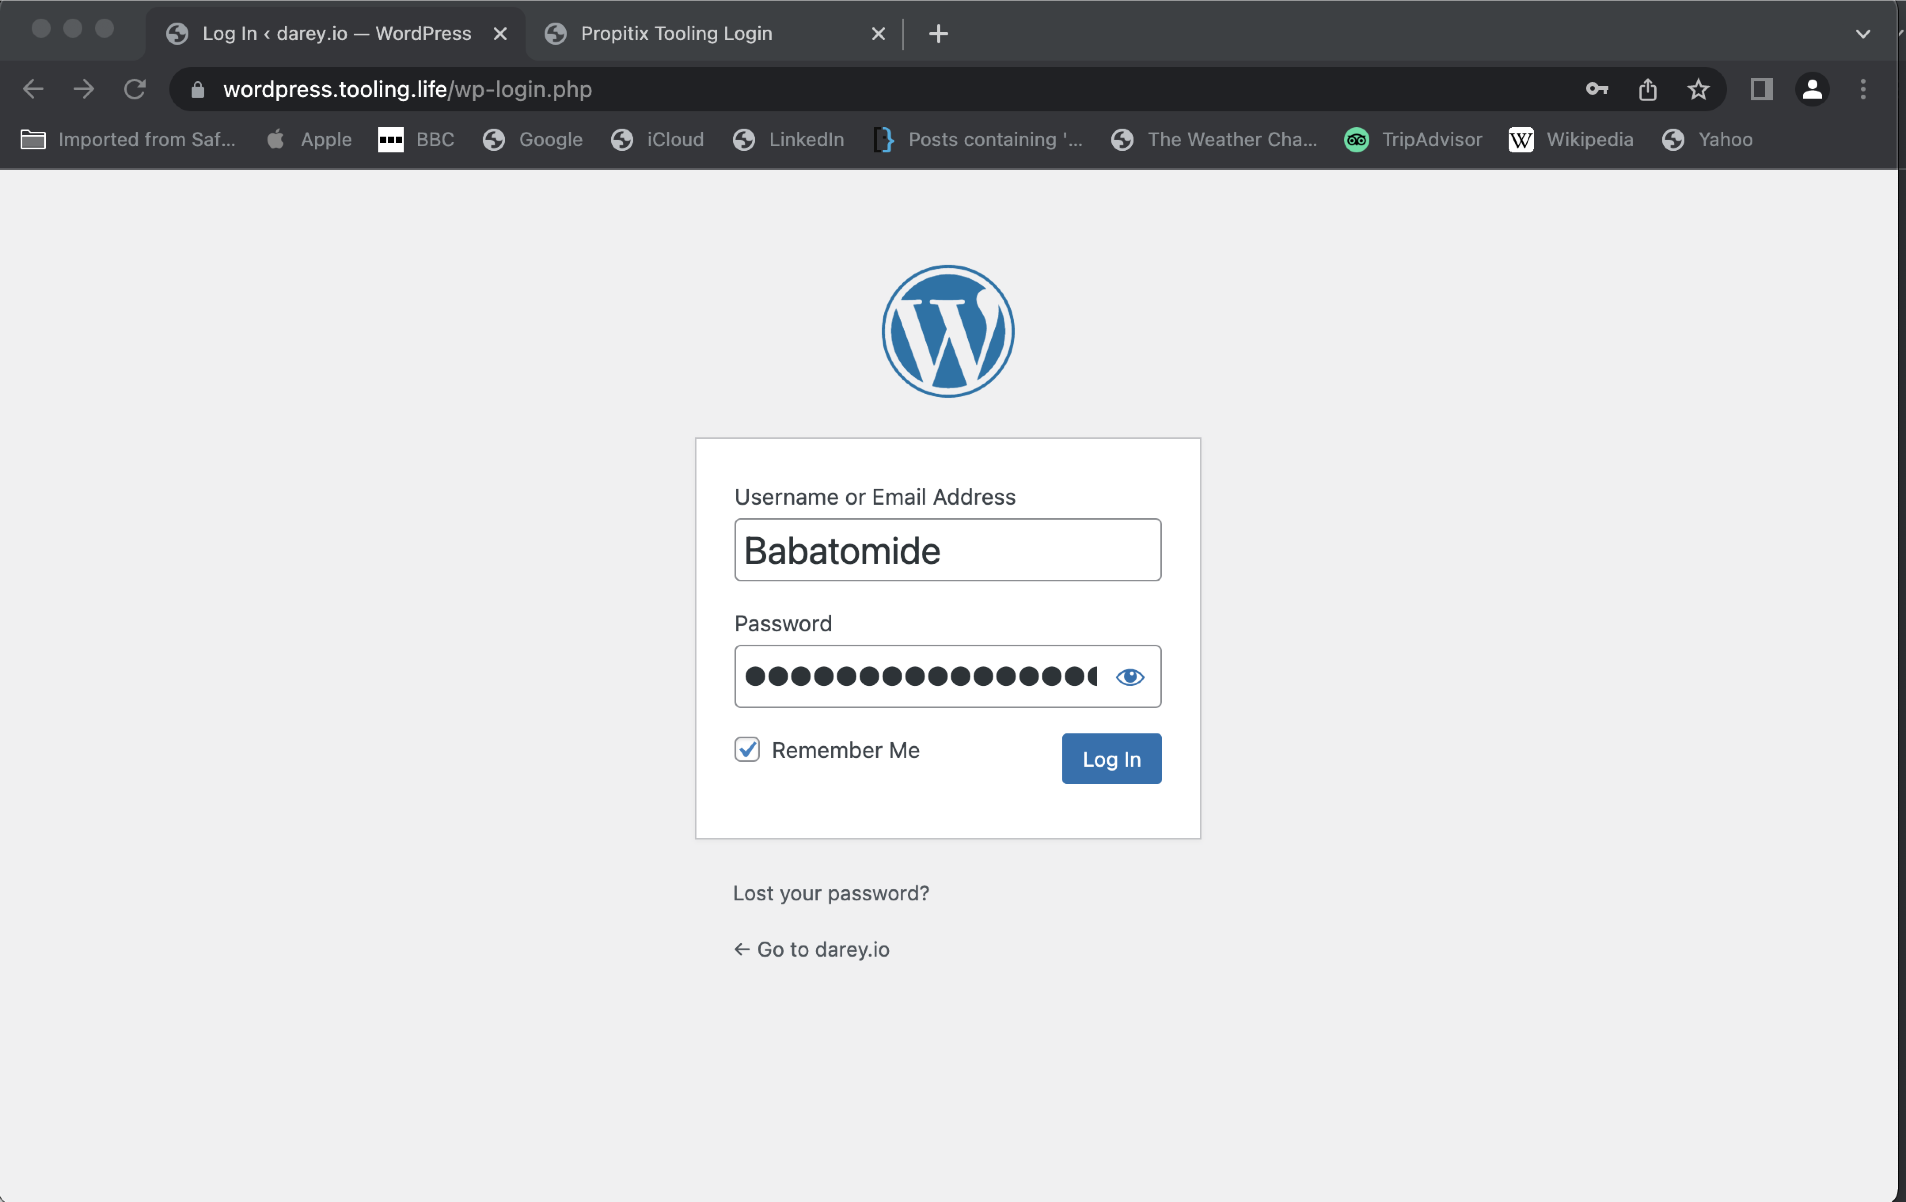 Log In ‹ darey.io — WordPress
Propitix Tooling Login
wordpress.tooling.life/wp-login.php
Imported from Saf... Apple BBC Google iCloud LinkedIn Posts containing '... The Weather Cha... TripAdvisor W Wikipedia Yahoo
W
Username or Email Address
Babatomide
Password
Remember Me
Log In
Lost your password?
← Go to darey.io